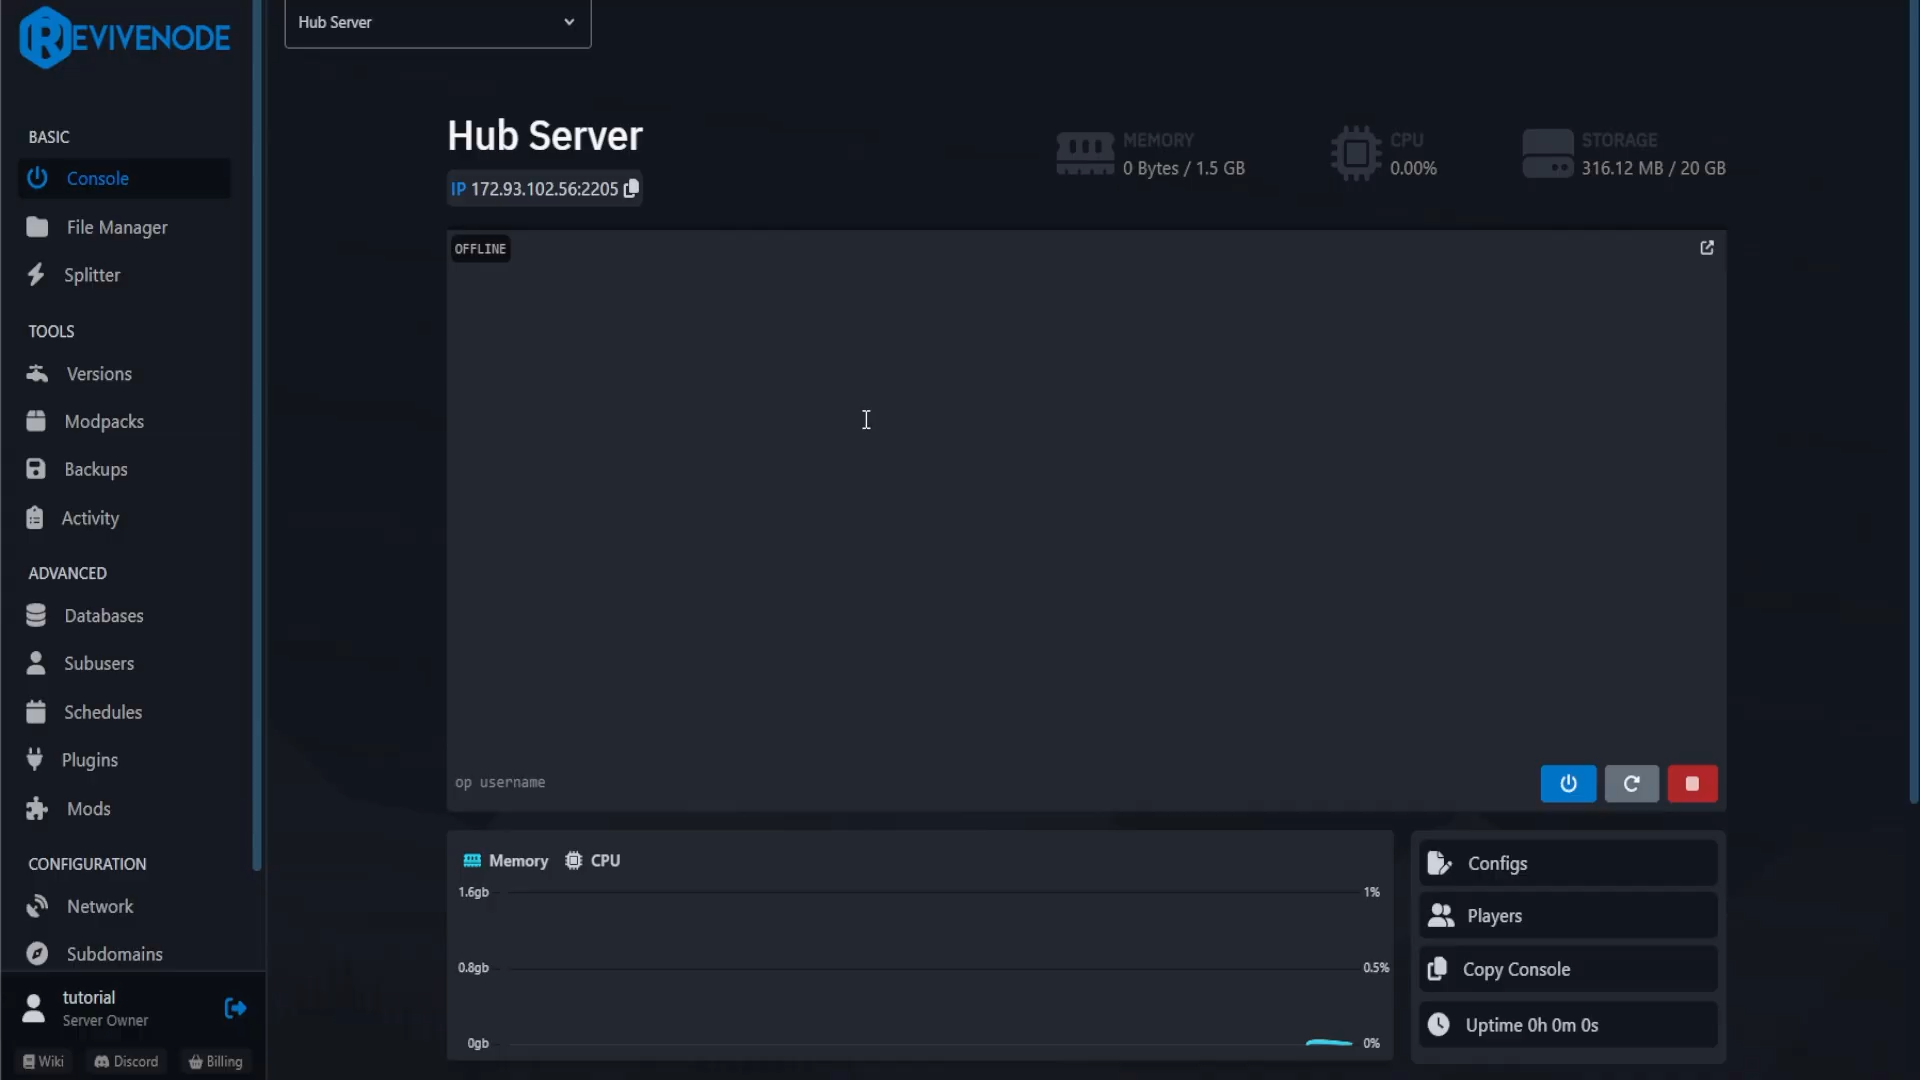 REVIVENODE
Hub Server
BASIC
Console
File Manager
Splitter
TOOLS
Versions
Modpacks
Backups
Activity
ADVANCED
Databases
Subusers
Schedules
Plugins
Mods
CONFIGURATION
Network
Subdomains
tutorial
Server Owner
Wiki
Discord
Billing
Hub Server
IP 172.93.102.56:2205
MEMORY
0 Bytes / 1.5 GB
CPU
0.00%
STORAGE
316.12 MB / 20 GB
OFFLINE
op username
Memory
CPU
1.6gb
1%
0.8gb
0.5%
0gb
0%
Configs
Players
Copy Console
Uptime 0h 0m 0s